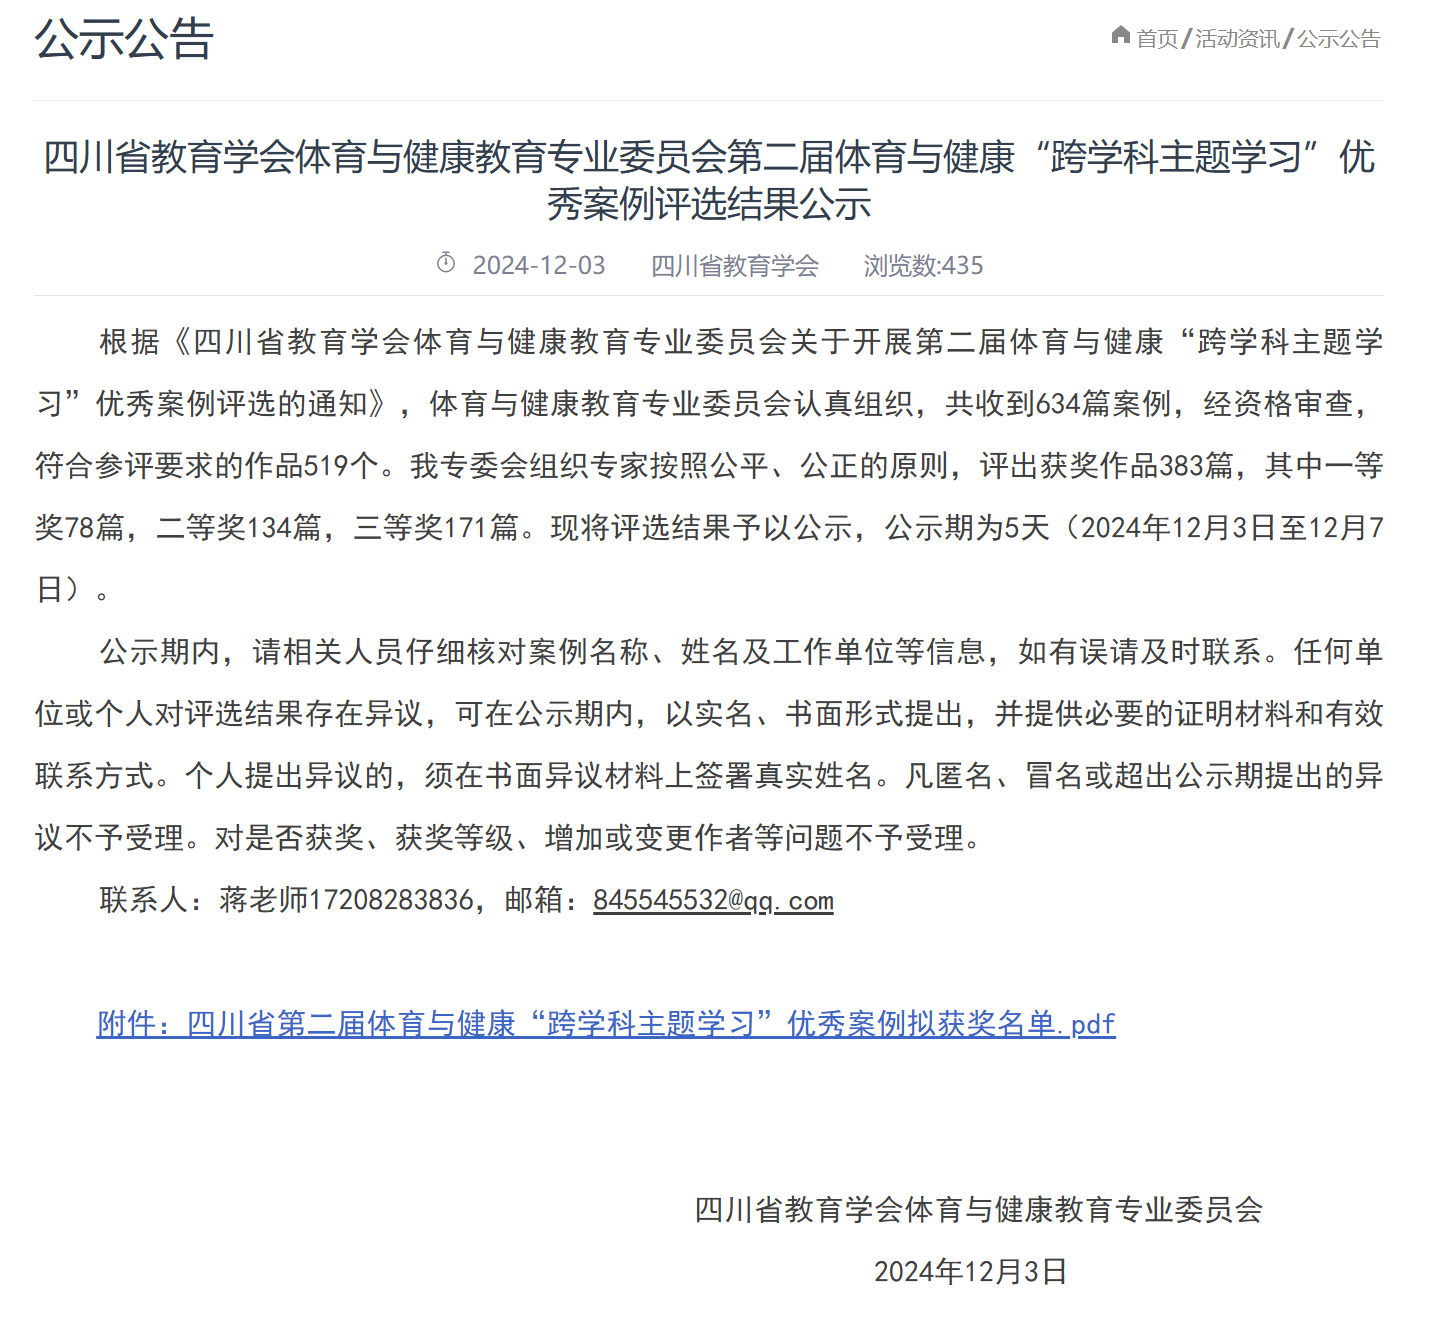 公示公告
首页/活动资讯/公示公告
四川省教育学会体育与健康教育专业委员会第二届体育与健康“跨学科主题学习”优
秀案例评选结果公示
2024-12-03 四川省教育学会 浏览数:435
根据《四川省教育学会体育与健康教育专业委员会关于开展第二届体育与健康“跨学科主题学
习”优秀案例评选的通知》，体育与健康教育专业委员会认真组织，共收到634篇案例，经资格审查，
符合参评要求的作品519个。我专委会组织专家按照公平、公正的原则，评出获奖作品383篇，其中一等
奖78篇，二等奖134篇，三等奖171篇。现将评选结果予以公示，公示期为5天（2024年12月3日至12月7
日）。
公示期内，请相关人员仔细核对案例名称、姓名及工作单位等信息，如有误请及时联系。任何单
位或个人对评选结果存在异议，可在公示期内，以实名、书面形式提出，并提供必要的证明材料和有效
联系方式。个人提出异议的，须在书面异议材料上签署真实姓名。凡匿名、冒名或超出公示期提出的异
议不予受理。对是否获奖、获奖等级、增加或变更作者等问题不予受理。
联系人：蒋老师17208283836，邮箱：845545532@qq.com
附件：四川省第二届体育与健康“跨学科主题学习”优秀案例拟获奖名单.pdf
四川省教育学会体育与健康教育专业委员会
2024年12月3日